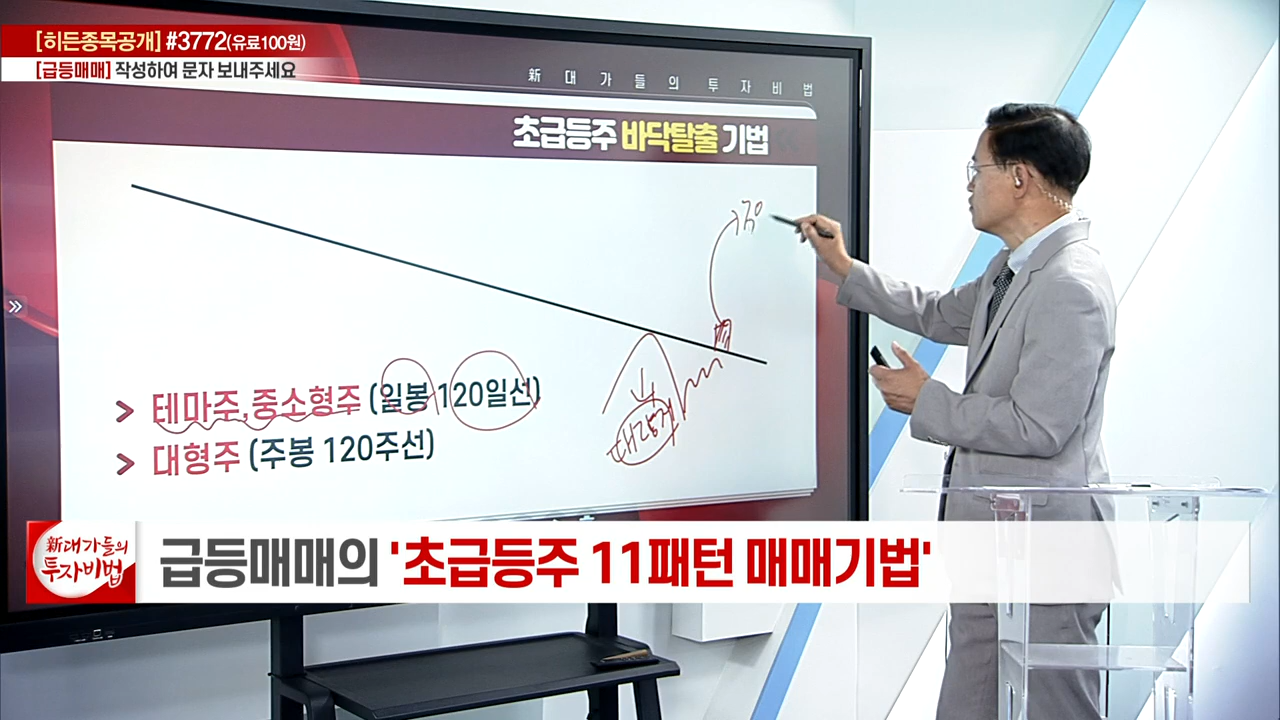 [히든종목공개] #3772(유료100원)
[급등매매] 작성하여 문자 보내주세요
新 대가들의 투자비법
초급등주 바닥탈출 기법
> 테마주,중소형주 (일봉 120일선)
> 대형주 (주봉 120주선)
新대가들의
투자비법
급등매매의 '초급등주 11패턴 매매기법'